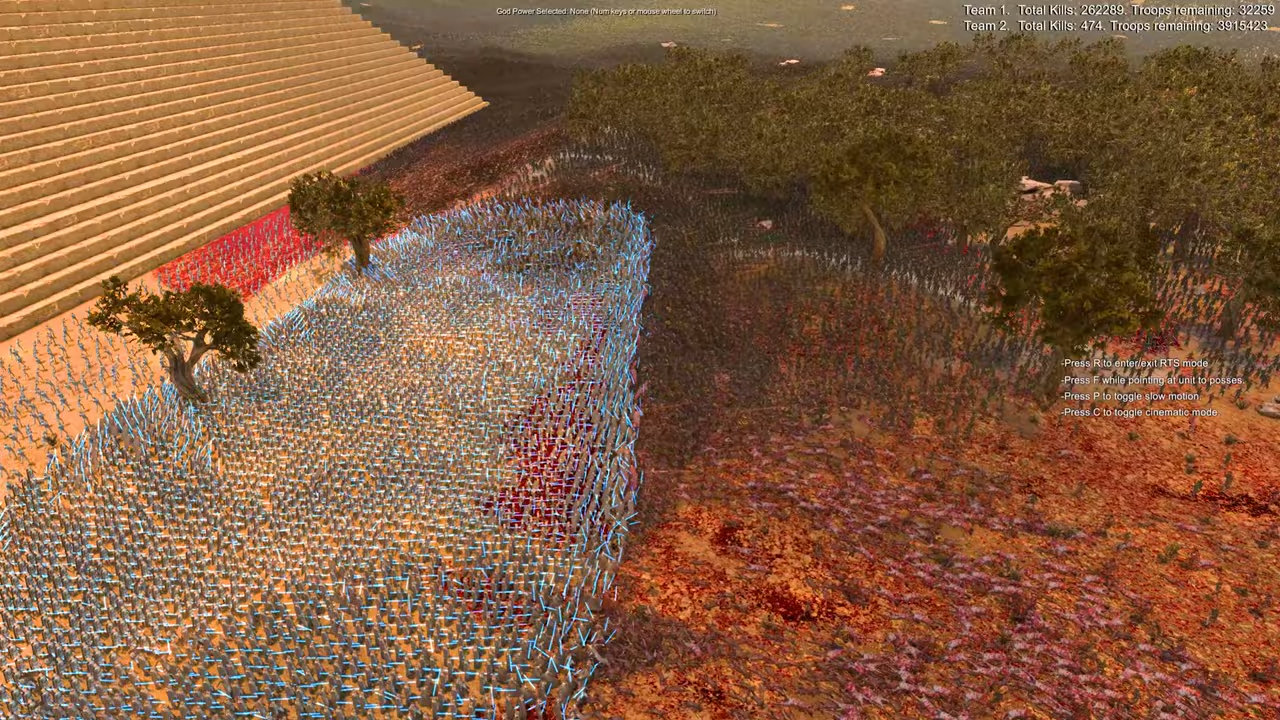 God Power Selected: None (Num keys or mouse wheel to switch)
Team 1. Total Kills: 262289. Troops remaining: 32259
Team 2. Total Kills: 474. Troops remaining: 3915423
-Press R to enter/exit RTS mode
-Press F while pointing at unit to posses.
-Press P to toggle slow motion.
-Press C to toggle cinematic mode